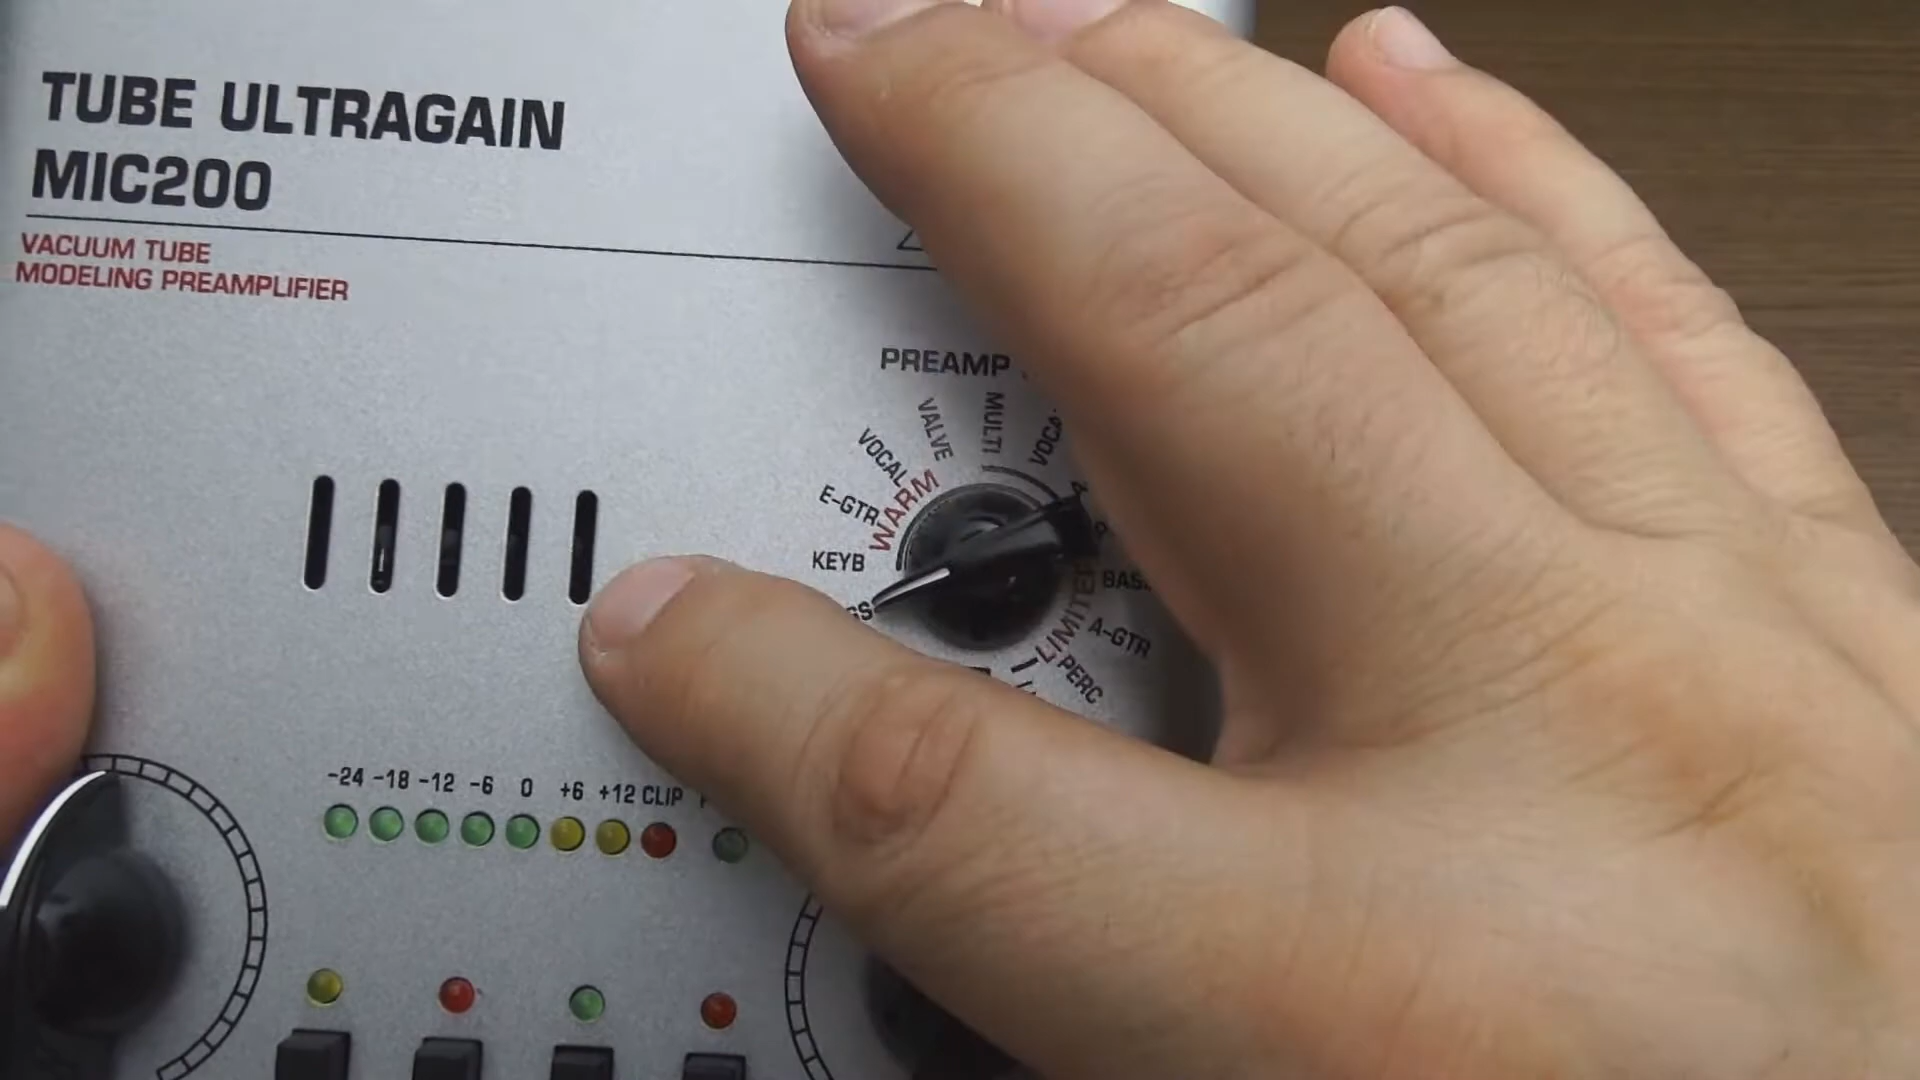 TUBE ULTRAGAIN
MIC200
VACUUM TUBE
MODELING PREAMPLIFIER
PREAMP
VALVE
MULTI
VOCAL
E-GTR
WARM
KEYB
LIMITER
A-GTR
PERC
-24 -18 -12 -6 0 +6 +12 CLIP